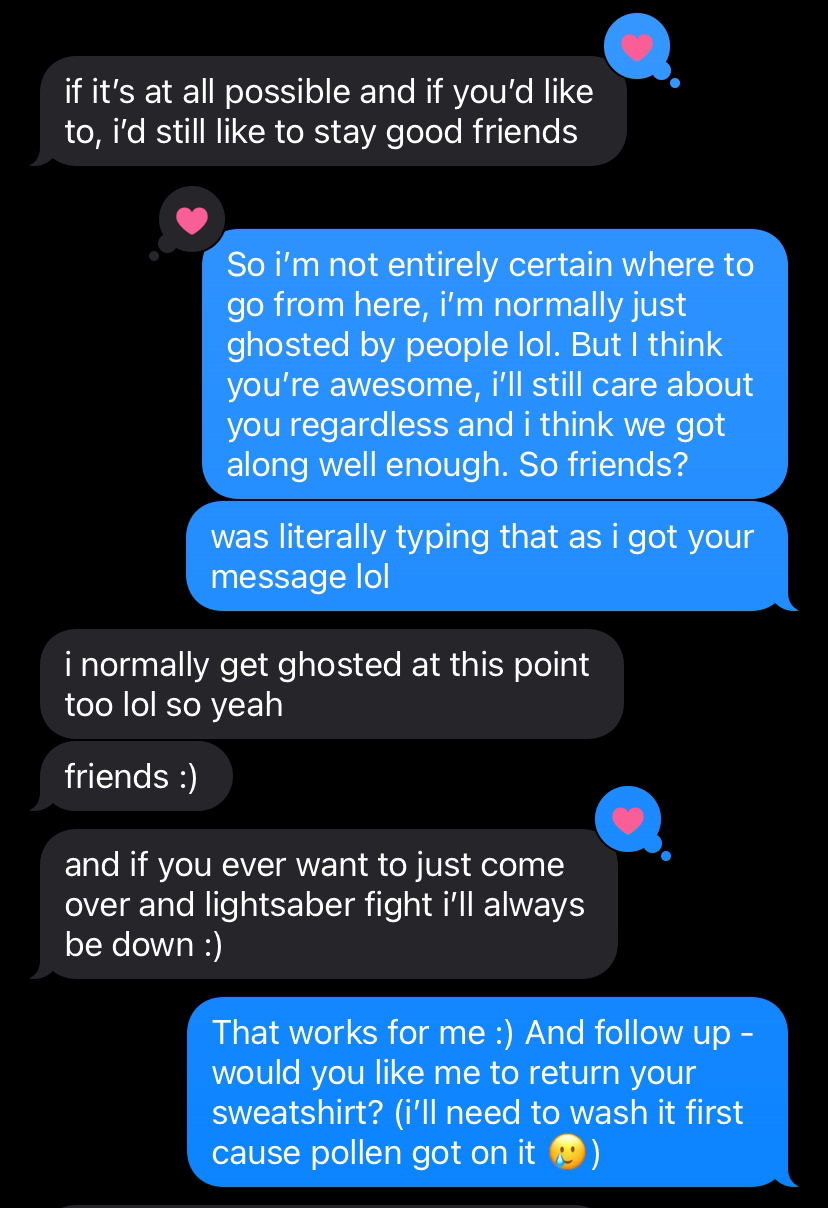 if it’s at all possible and if you’d like
to, i’d still like to stay good friends
So i’m not entirely certain where to
go from here, i’m normally just
ghosted by people lol. But I think
you’re awesome, i’ll still care about
you regardless and i think we got
along well enough. So friends?
was literally typing that as i got your
message lol
i normally get ghosted at this point
too lol so yeah
friends :)
and if you ever want to just come
over and lightsaber fight i’ll always
be down :)
That works for me :) And follow up -
would you like me to return your
sweatshirt? (i’ll need to wash it first
cause pollen got on it 🥲)